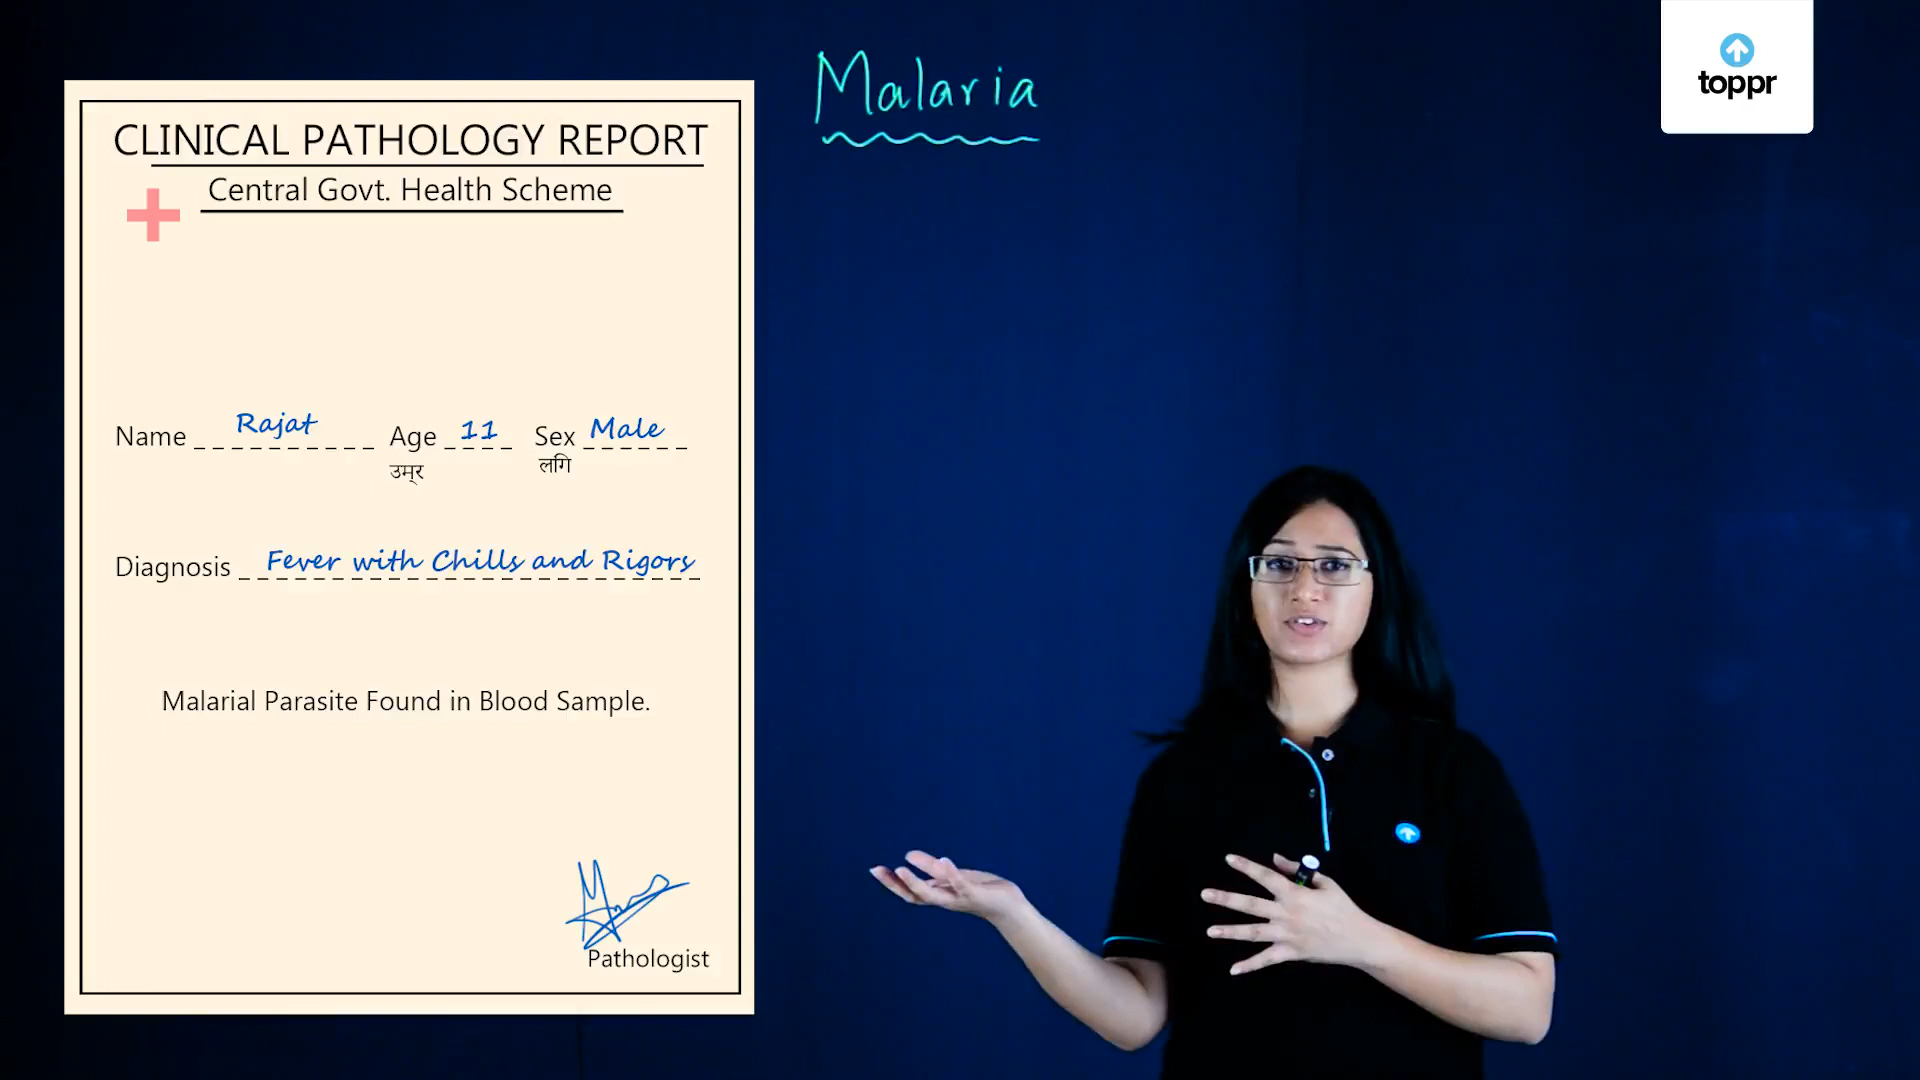 Malaria
toppr
CLINICAL PATHOLOGY REPORT
Central Govt. Health Scheme
Name Rajat Age 11 Sex Male
उम्र लगि
Diagnosis Fever with Chills and Rigors
Malarial Parasite Found in Blood Sample.
Pathologist